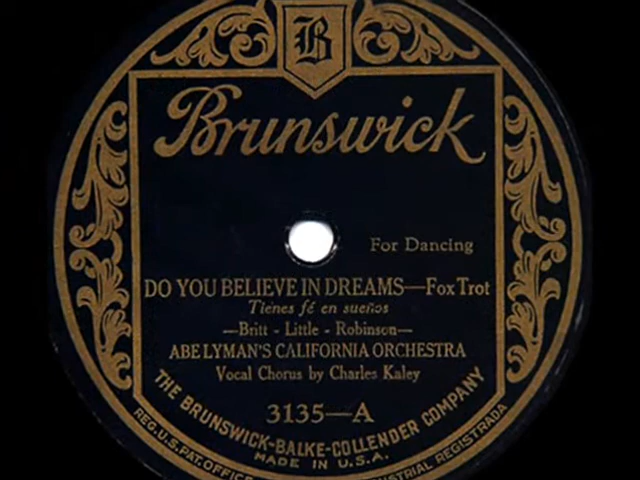 B
Brunswick
For Dancing
DO YOU BELIEVE IN DREAMS—Fox Trot
Tienes fé en sueños
—Britt - Little - Robinson—
ABE LYMAN'S CALIFORNIA ORCHESTRA
Vocal Chorus by Charles Kaley
3135—A
THE BRUNSWICK-BALKE-COLLENDER COMPANY
MADE IN U.S.A.
REG.U.S.PAT.OFFICE
INDUSTRIAL REGISTRADA